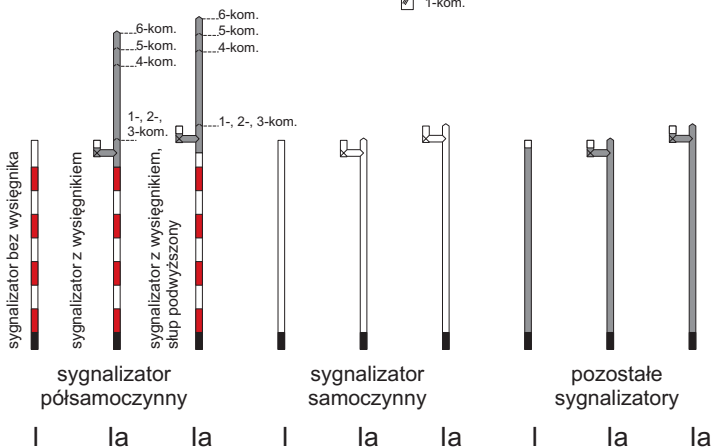 1-kom.
6-kom.
5-kom.
4-kom.
1-, 2-,
3-kom.
6-kom.
5-kom.
4-kom.
1-, 2-, 3-kom.
sygnalizator bez wysięgnika
sygnalizator z wysięgnikiem
sygnalizator z wysięgnikiem,
słup podwyższony
sygnalizator
półsamoczynny
sygnalizator
samoczynny
pozostałe
sygnalizatory
I Ia Ia I Ia Ia I Ia Ia